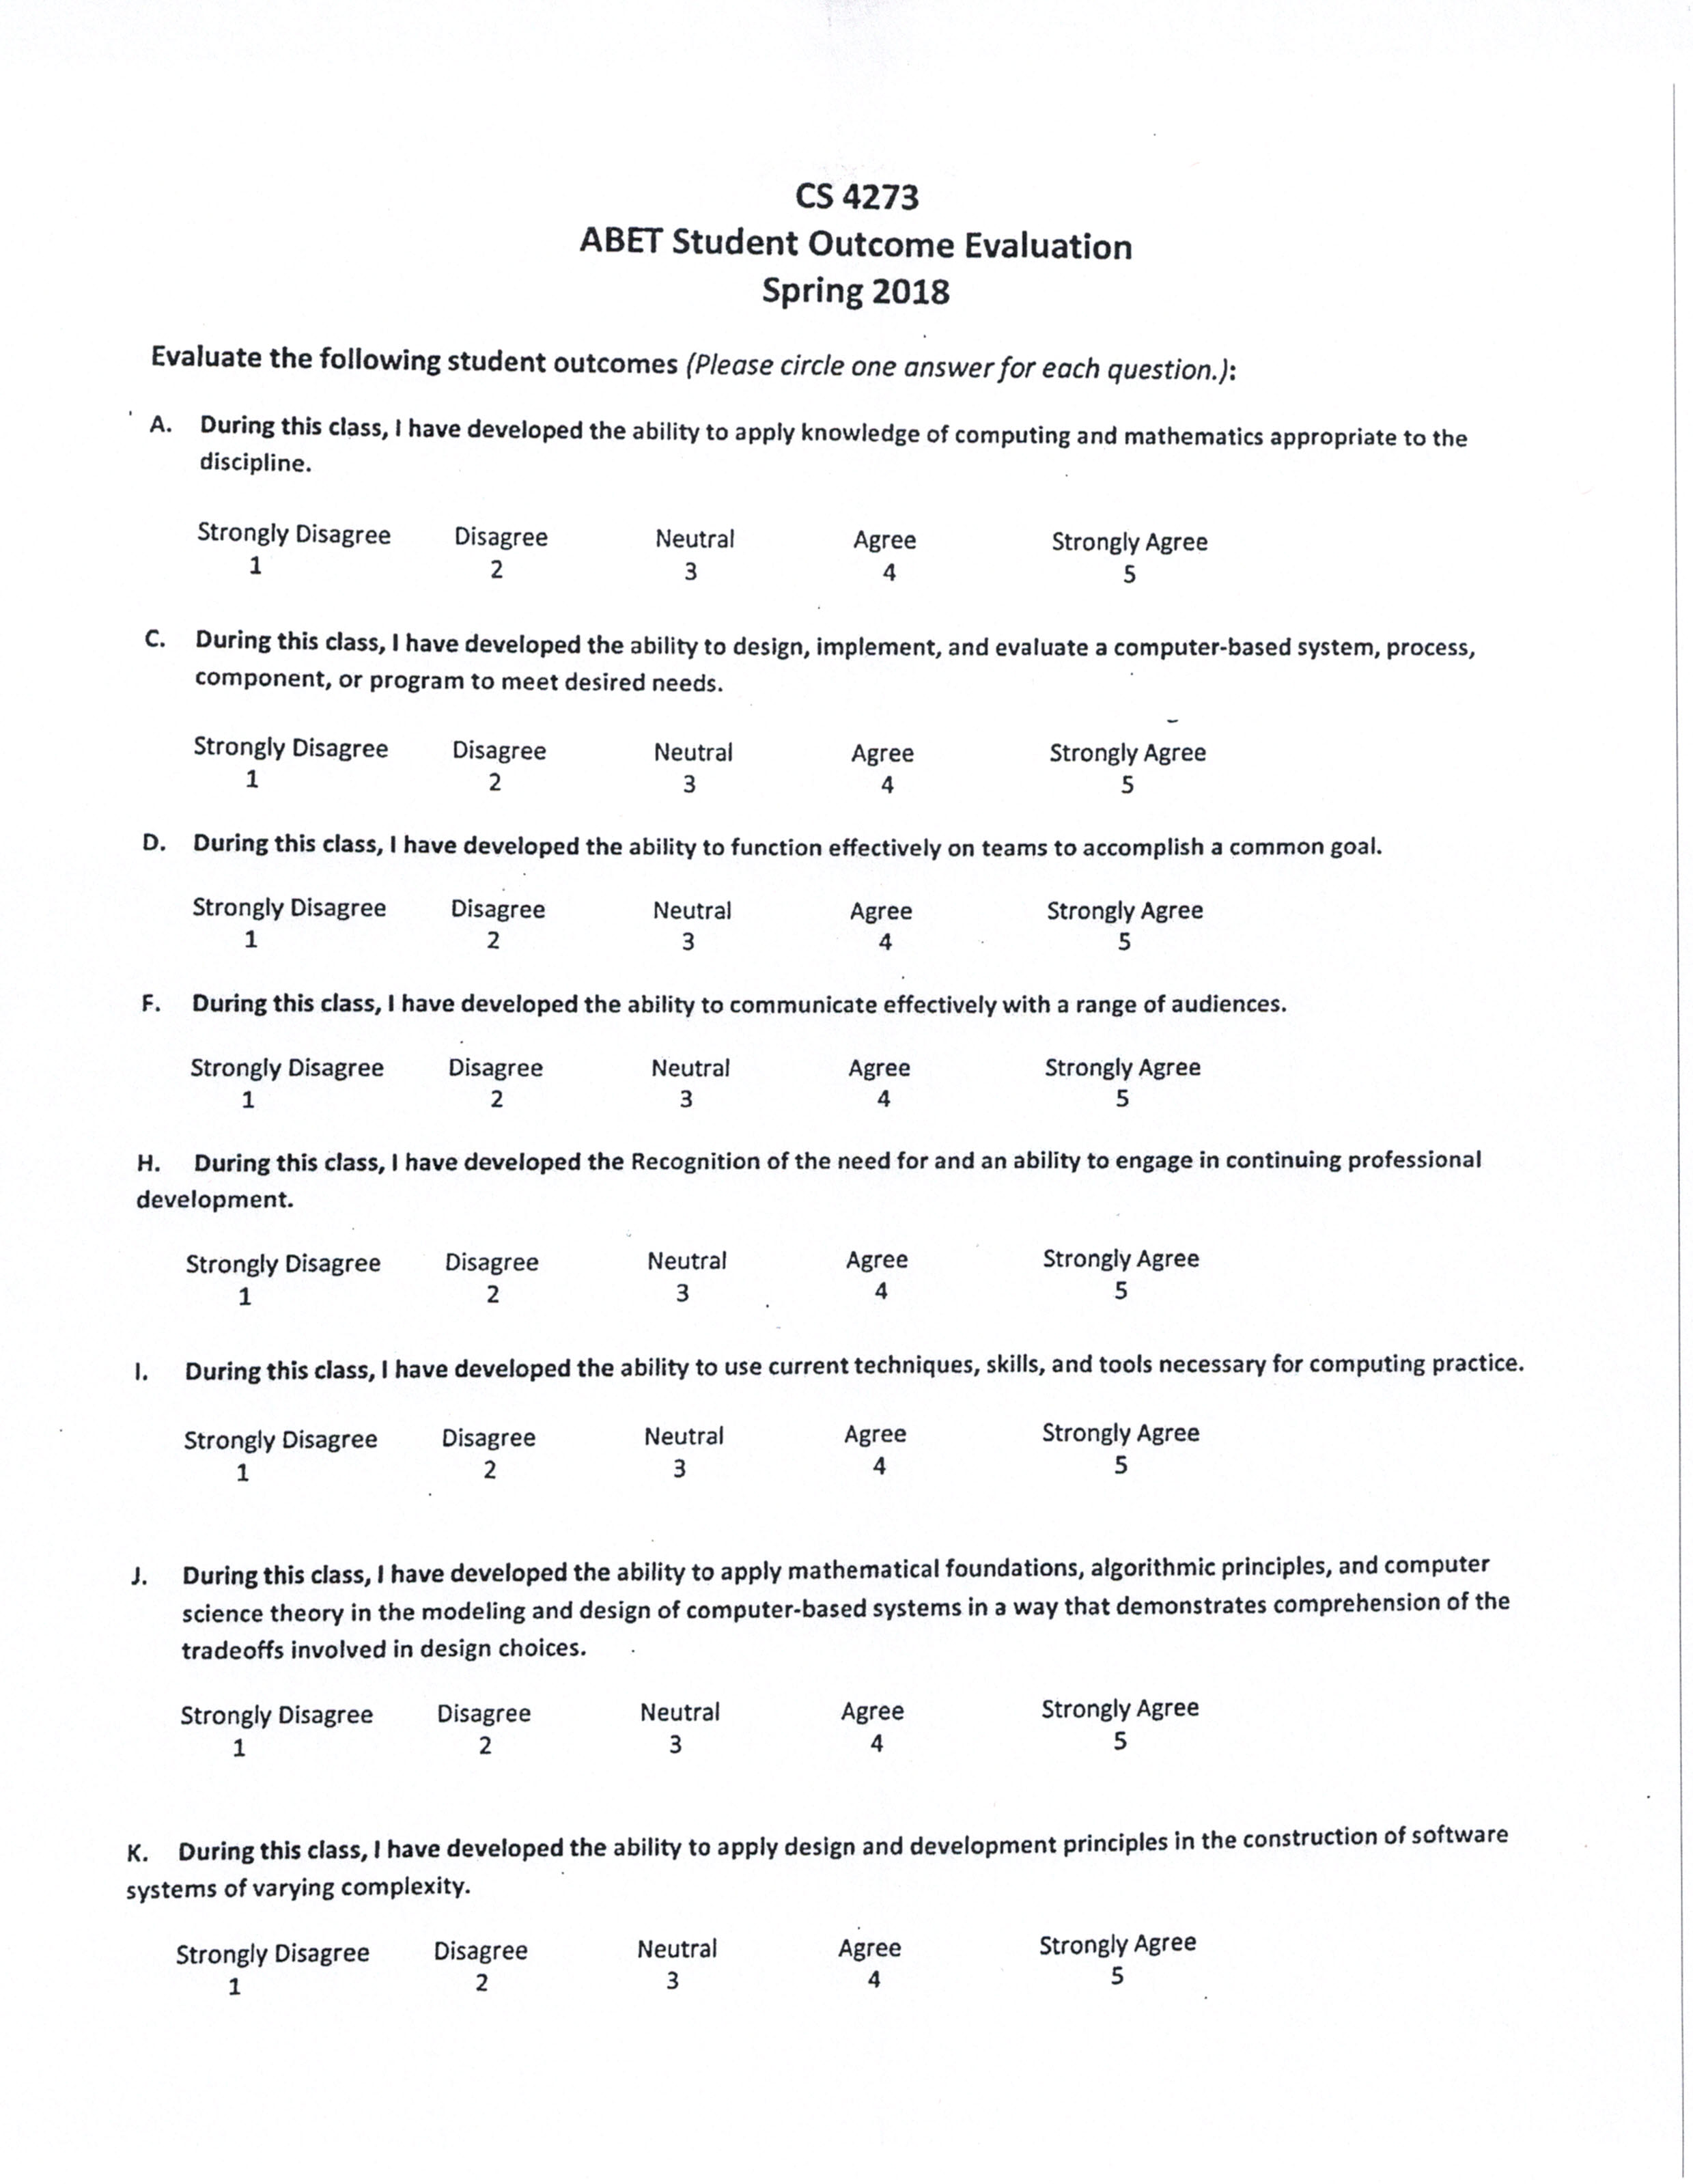 CS 4273
ABET Student Outcome Evaluation
Spring 2018
Evaluate the following student outcomes (Please circle one answer for each question.):
A. During this class, I have developed the ability to apply knowledge of computing and mathematics appropriate to the
discipline.
Strongly Disagree Disagree Neutral Agree Strongly Agree
1 2 3 4 5
C. During this class, I have developed the ability to design, implement, and evaluate a computer-based system, process,
component, or program to meet desired needs.
Strongly Disagree Disagree Neutral Agree Strongly Agree
1 2 3 4 5
D. During this class, I have developed the ability to function effectively on teams to accomplish a common goal.
Strongly Disagree Disagree Neutral Agree Strongly Agree
1 2 3 4 5
F. During this class, I have developed the ability to communicate effectively with a range of audiences.
Strongly Disagree Disagree Neutral Agree Strongly Agree
1 2 3 4 5
H. During this class, I have developed the Recognition of the need for and an ability to engage in continuing professional
development.
Strongly Disagree Disagree Neutral Agree Strongly Agree
1 2 3 4 5
I. During this class, I have developed the ability to use current techniques, skills, and tools necessary for computing practice.
Strongly Disagree Disagree Neutral Agree Strongly Agree
1 2 3 4 5
J. During this class, I have developed the ability to apply mathematical foundations, algorithmic principles, and computer
science theory in the modeling and design of computer-based systems in a way that demonstrates comprehension of the
tradeoffs involved in design choices.
Strongly Disagree Disagree Neutral Agree Strongly Agree
1 2 3 4 5
K. During this class, I have developed the ability to apply design and development principles in the construction of software
systems of varying complexity.
Strongly Disagree Disagree Neutral Agree Strongly Agree
1 2 3 4 5